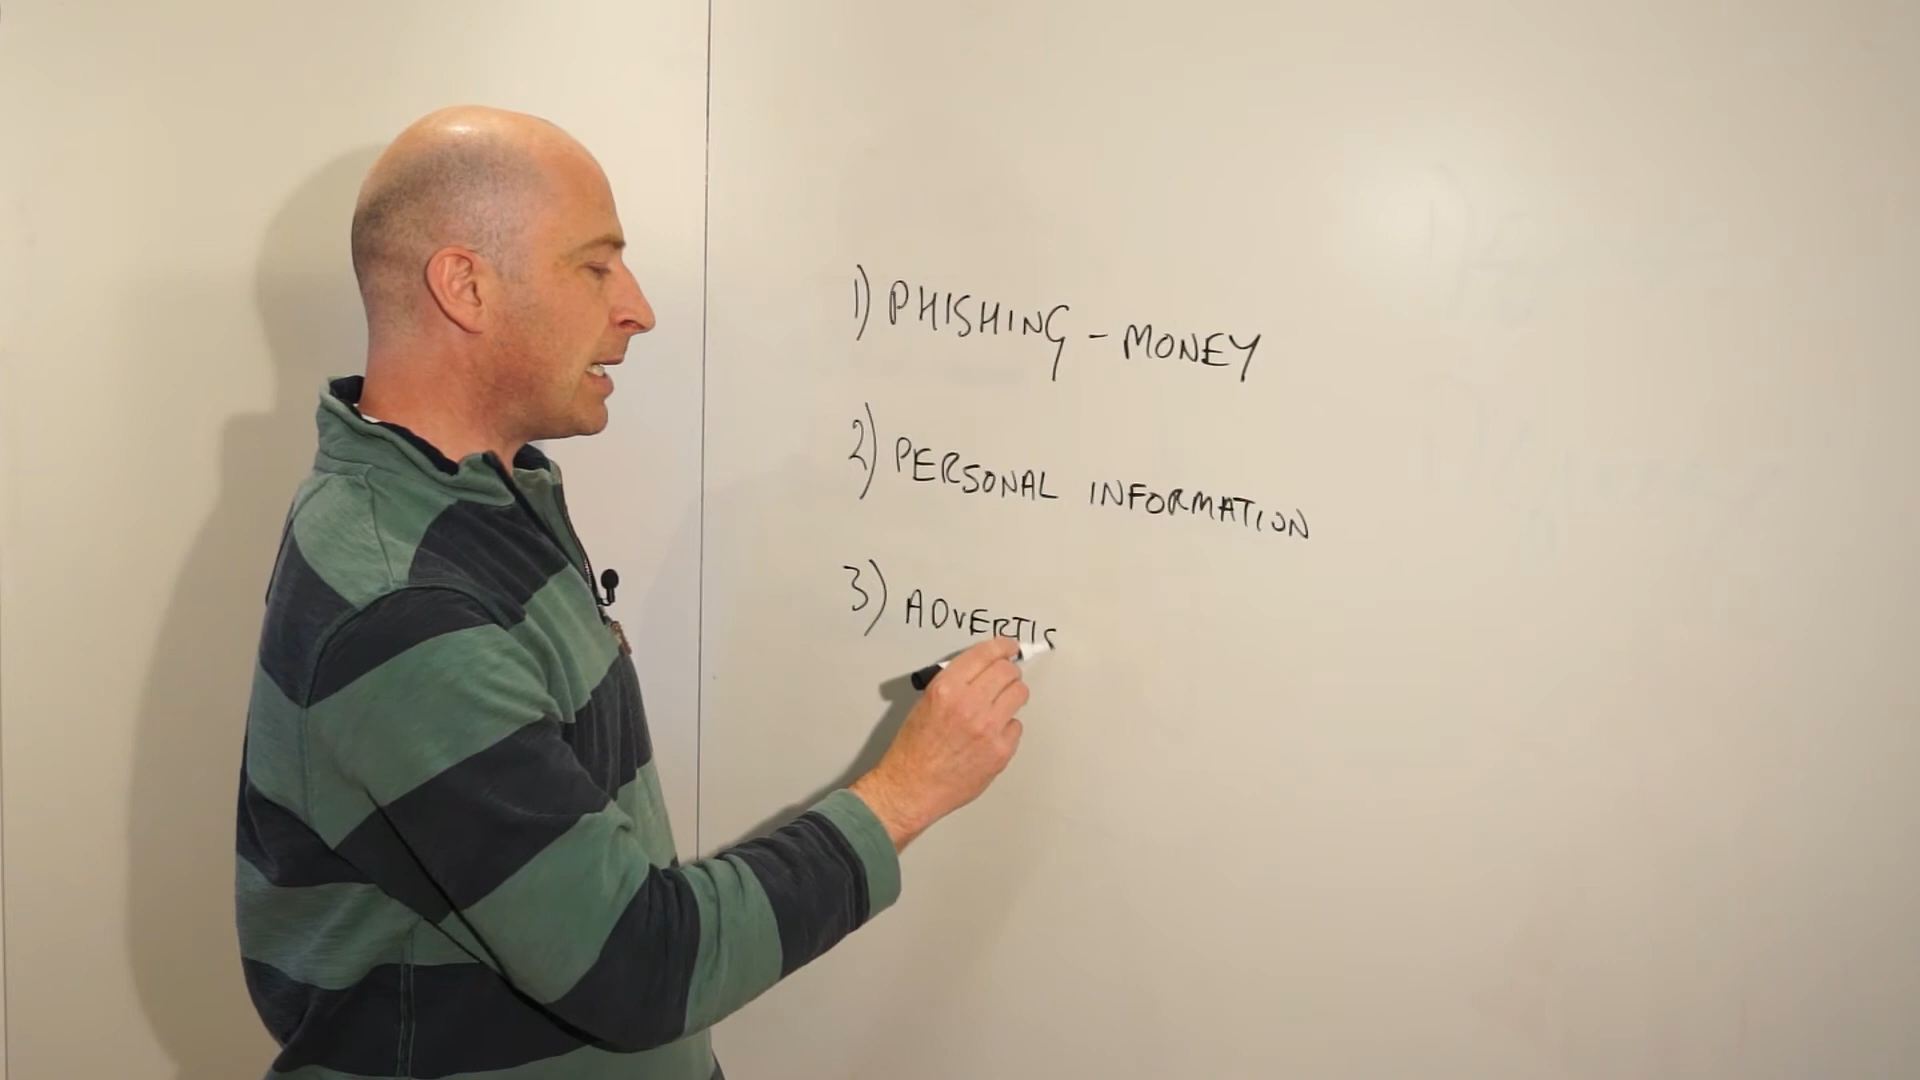 1) PHISHING - MONEY
2) PERSONAL INFORMATION
3) ADVERTIS